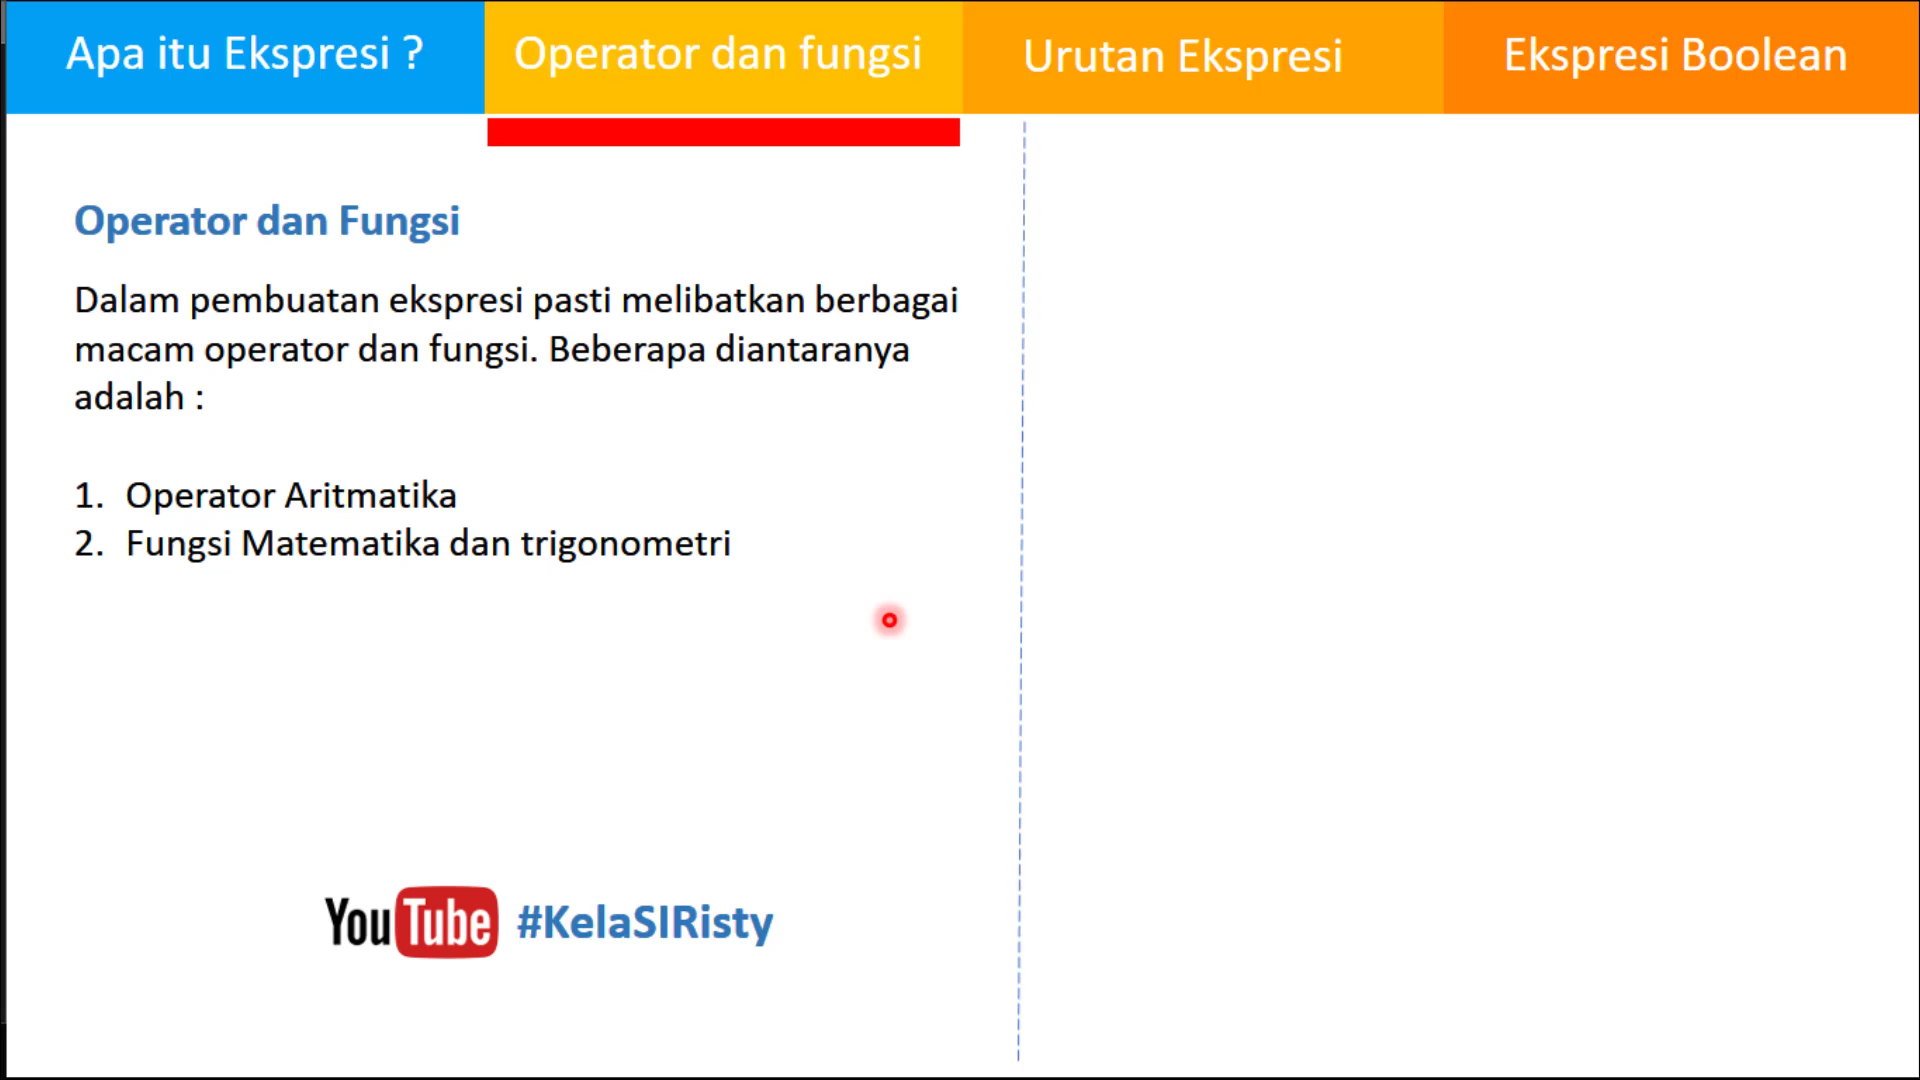 Apa itu Ekspresi ?
Operator dan fungsi
Urutan Ekspresi
Ekspresi Boolean
Operator dan Fungsi
Dalam pembuatan ekspresi pasti melibatkan berbagai
macam operator dan fungsi. Beberapa diantaranya
adalah :
1. Operator Aritmatika
2. Fungsi Matematika dan trigonometri
YouTube #KelaSIRisty